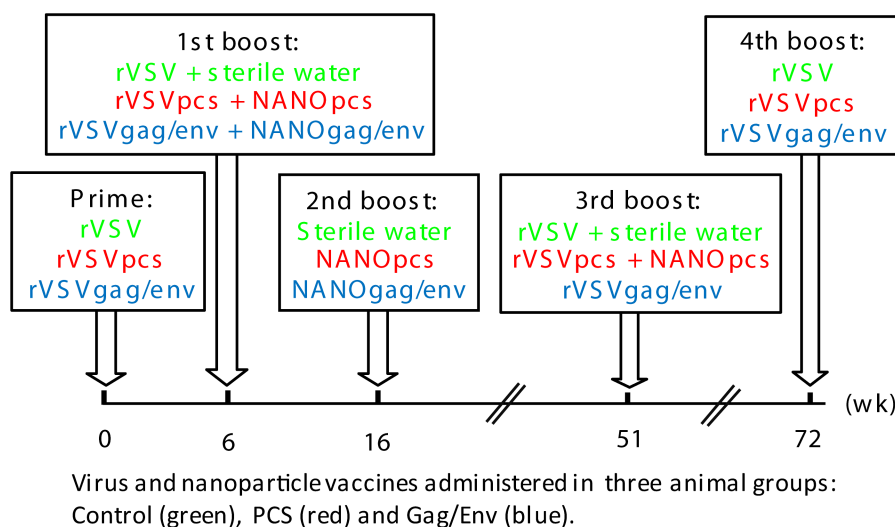 1st boost:
rVSV + sterile water
rVSVpcs + NANOpcs
rVSVgag/env + NANOgag/env
4th boost:
rVSV
rVSVpcs
rVSVgag/env
Prime:
rVSV
rVSVpcs
rVSVgag/env
2nd boost:
Sterile water
NANOpcs
NANOgag/env
3rd boost:
rVSV + sterile water
rVSVpcs + NANOpcs
rVSVgag/env
0 6 16 51 72 (wk)
Virus and nanoparticle vaccines administered in three animal groups:
Control (green), PCS (red) and Gag/Env (blue).